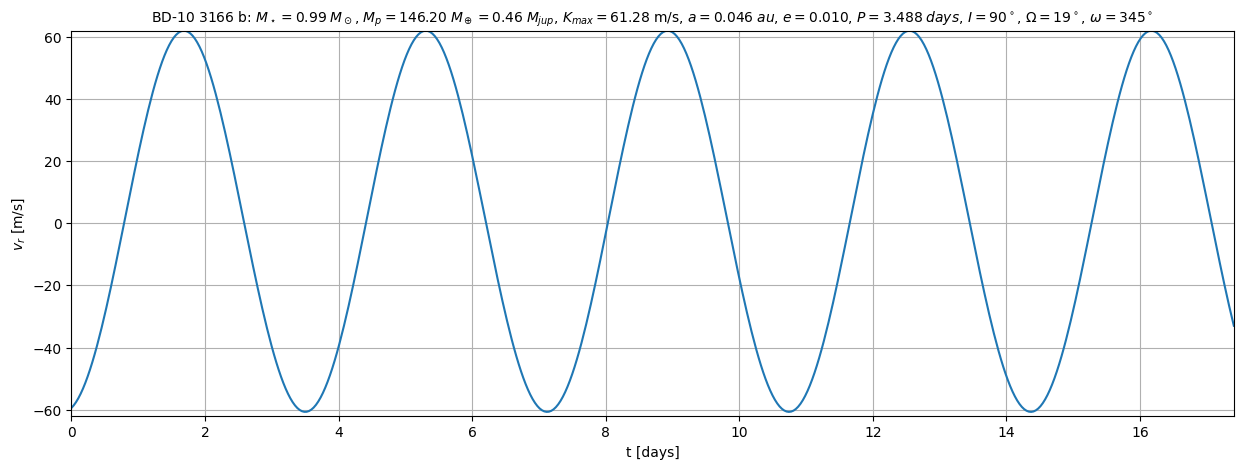 BD-10 3166 b: M⋆ = 0.99 M⊙, Mp = 146.20 M⊕ = 0.46 Mjup, Kmax = 61.28 m/s, a = 0.046 au, e = 0.010, P = 3.488 days, I = 90°, Ω = 19°, ω = 345°
60
40
20
0
−20
−40
−60
vr [m/s]
0 2 4 6 8 10 12 14 16
t [days]